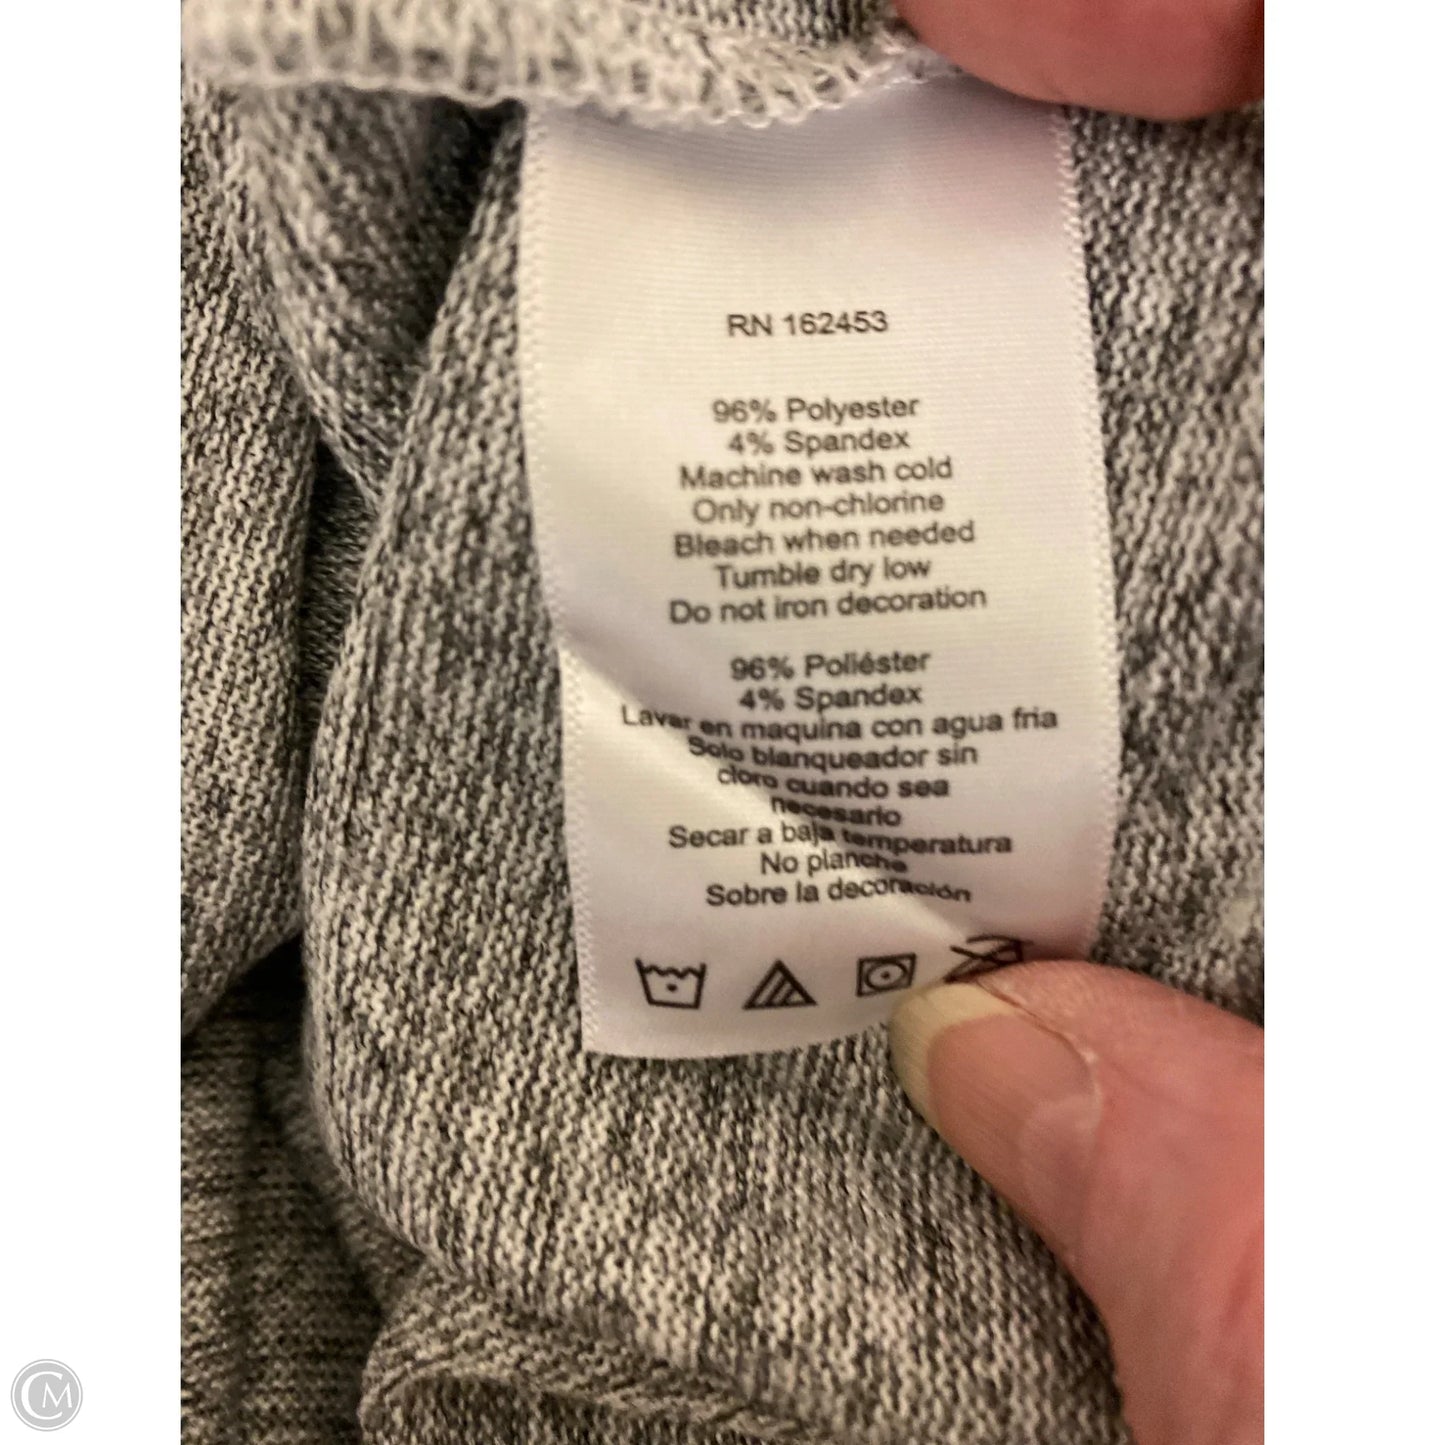 RN 162453
96% Polyester
4% Spandex
Machine wash cold
Only non-chlorine
Bleach when needed
Tumble dry low
Do not iron decoration
96% Poliéster
4% Spandex
Lavar en maquina con agua fria
Solo blanqueador sin
cloro cuando sea
necesario
Secar a baja temperatura
No planche
Sobre la decoración
CM